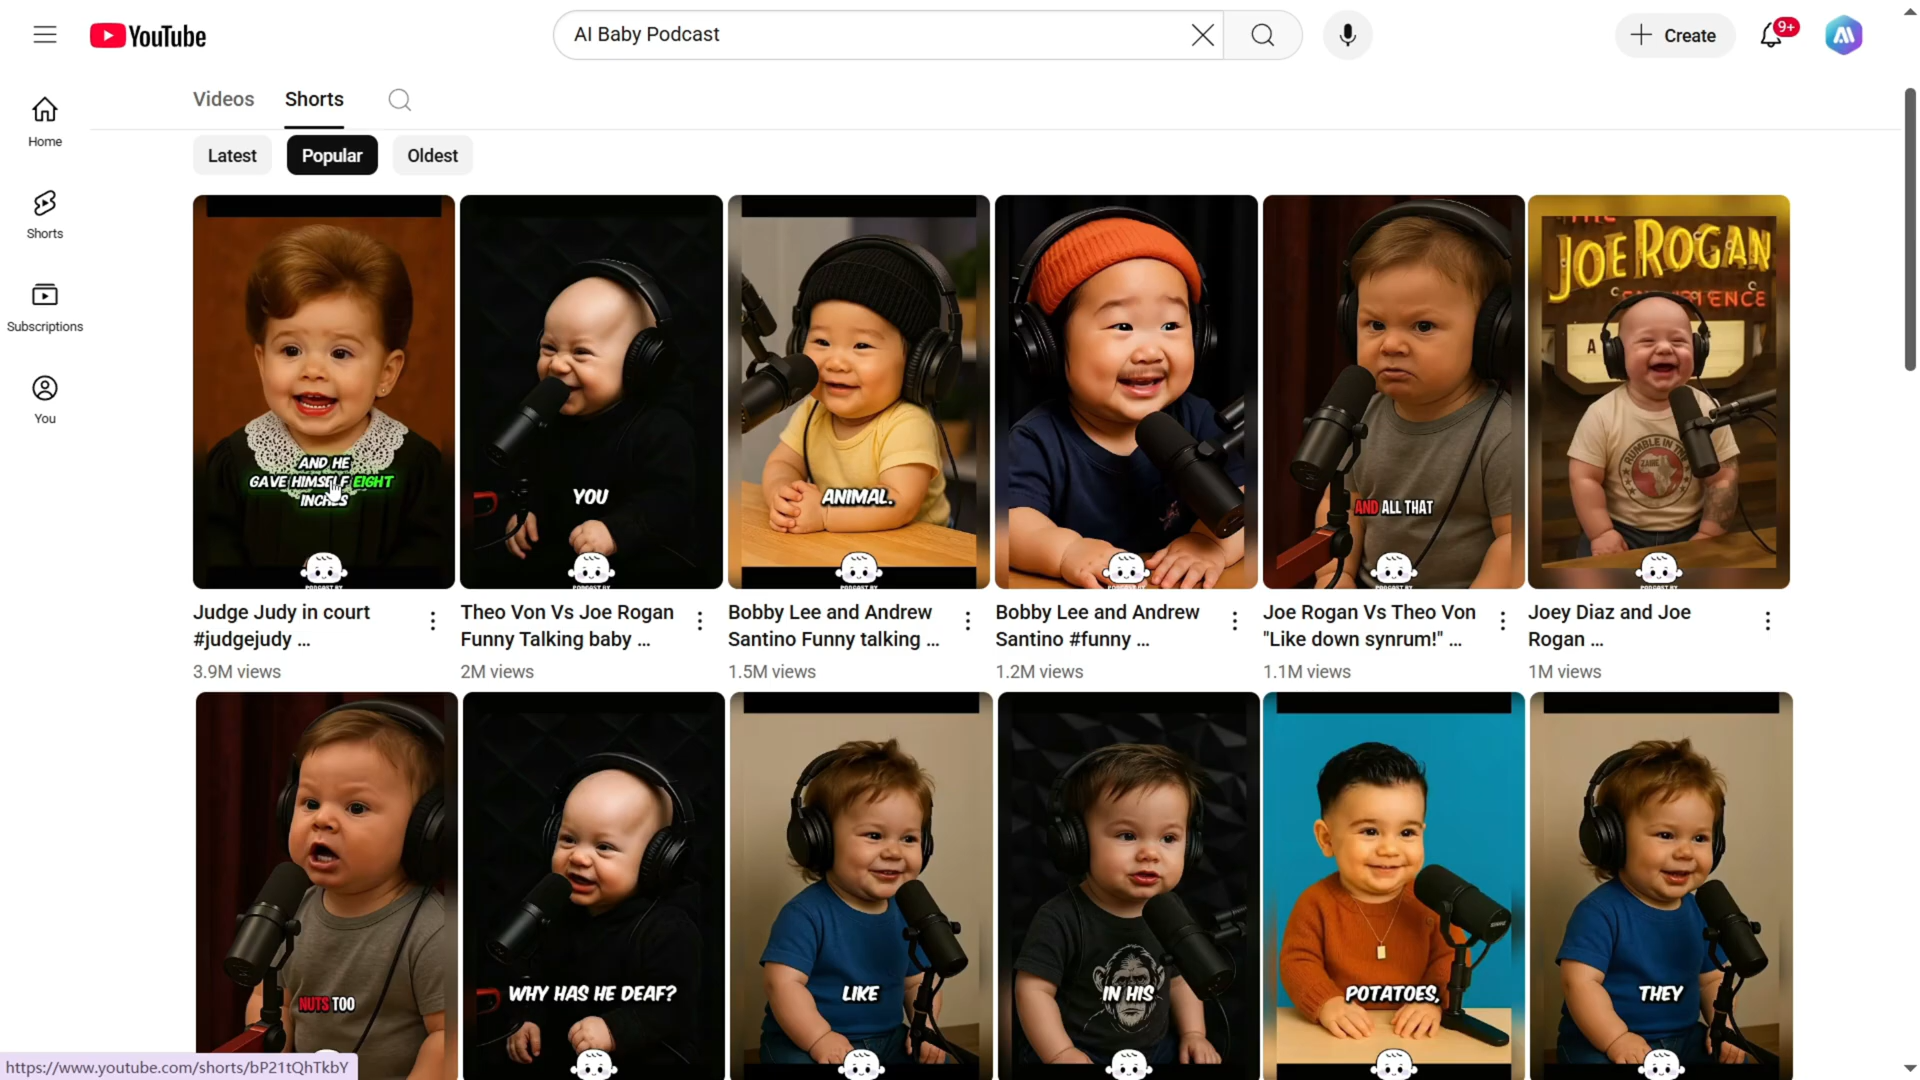 YouTube
AI Baby Podcast
Create
9+
Home
Shorts
Subscriptions
You
Videos
Shorts
Latest
Popular
Oldest
AND HE
GAVE HIMSELF EIGHT
INCHES
YOU
ANIMAL.
AND ALL THAT
JOE ROGAN
RUMBLE IN THE
ZAIRE
Judge Judy in court
#judgejudy ...
3.9M views
Theo Von Vs Joe Rogan
Funny Talking baby ...
2M views
Bobby Lee and Andrew
Santino Funny talking ...
1.5M views
Bobby Lee and Andrew
Santino #funny ...
1.2M views
Joe Rogan Vs Theo Von
"Like down synrum!" ...
1.1M views
Joey Diaz and Joe
Rogan ...
1M views
NUTS TOO
WHY HAS HE DEAF?
LIKE
IN HIS
POTATOES,
THEY
https://www.youtube.com/shorts/bP21tQhTkbY